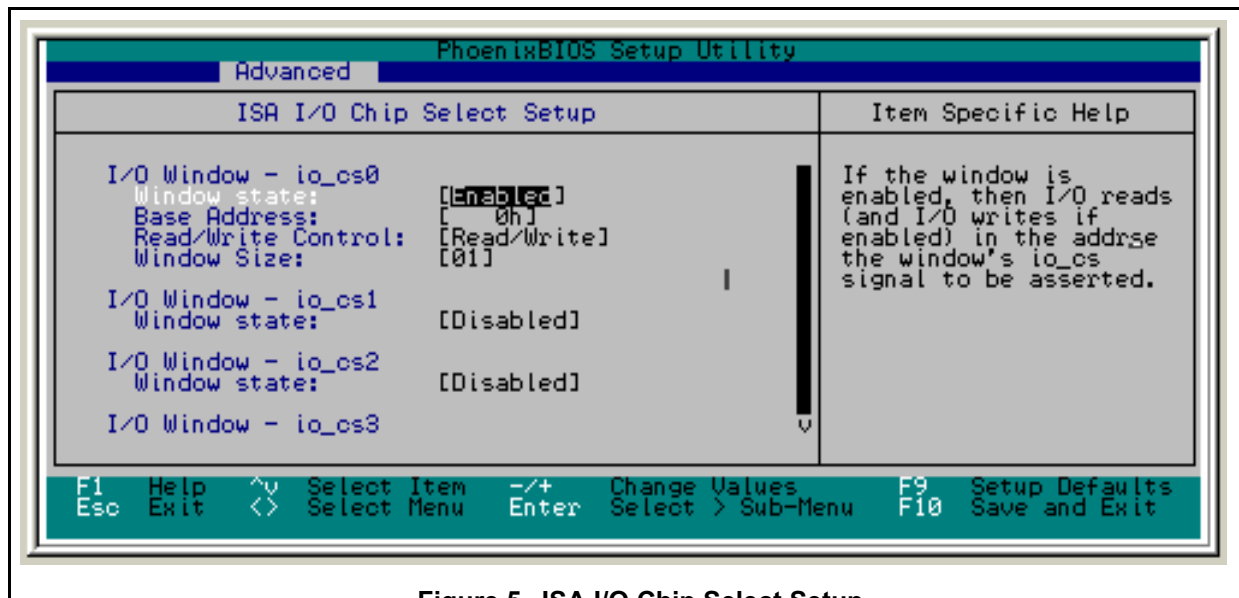 PhoenixBIOS Setup Utility
Advanced
ISA I/O Chip Select Setup
Item Specific Help
I/O Window - io_cs0
Window state: [Enabled]
Base Address: [ 0h]
Read/Write Control: [Read/Write]
Window Size: [01]
I/O Window - io_cs1
Window state: [Disabled]
I/O Window - io_cs2
Window state: [Disabled]
I/O Window - io_cs3
v
If the window is
enabled, then I/O reads
(and I/O writes if
enabled) in the addrse
the window's io_cs
signal to be asserted.
F1 Help ^v Select Item -/+ Change Values F9 Setup Defaults
Esc Exit <> Select Menu Enter Select > Sub-Menu F10 Save and Exit
Figure 5. ISA I/O Chip Select Setup